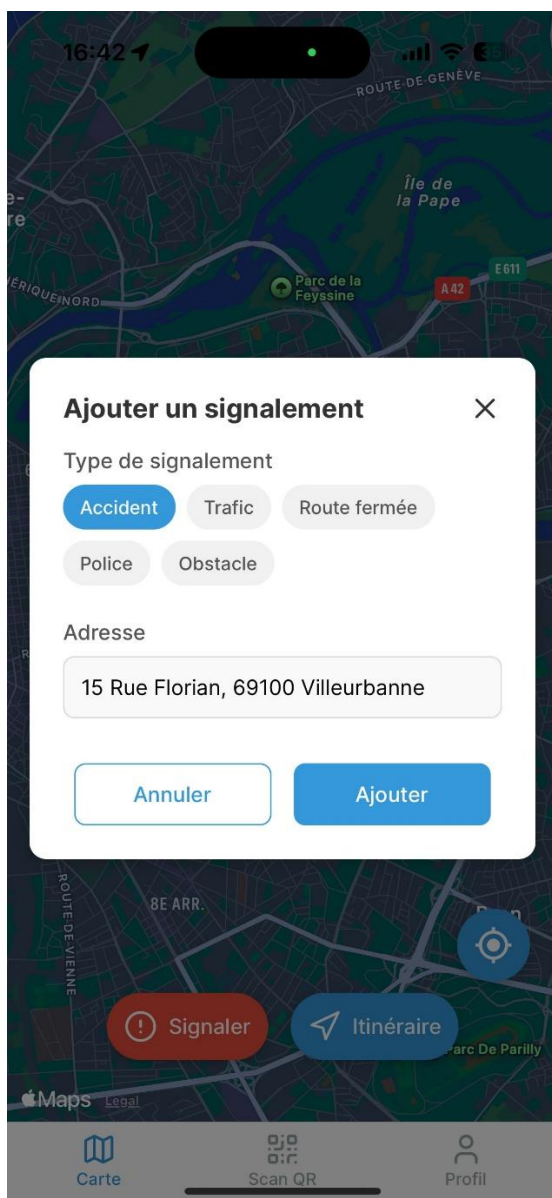 16:42
ROUTE DE GENÈVE
Île de
la Pape
Parc de la
Feyssine
E611
A42
ÉRIQUE NORD
Ajouter un signalement
Type de signalement
Accident Trafic Route fermée
Police Obstacle
Adresse
15 Rue Florian, 69100 Villeurbanne
Annuler Ajouter
ROUTE DE VIENNE
8E ARR.
Signaler Itinéraire
arc De Parilly
Maps Legal
Carte Scan QR Profil